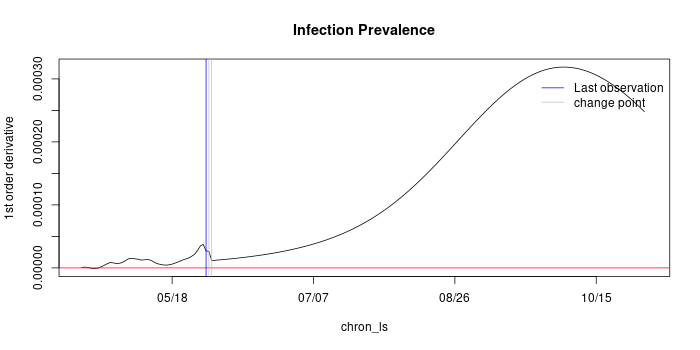 Infection Prevalence
1st order derivative
0.00030
0.00020
0.00010
0.00000
Last observation
change point
05/18
07/07
08/26
10/15
chron_ls